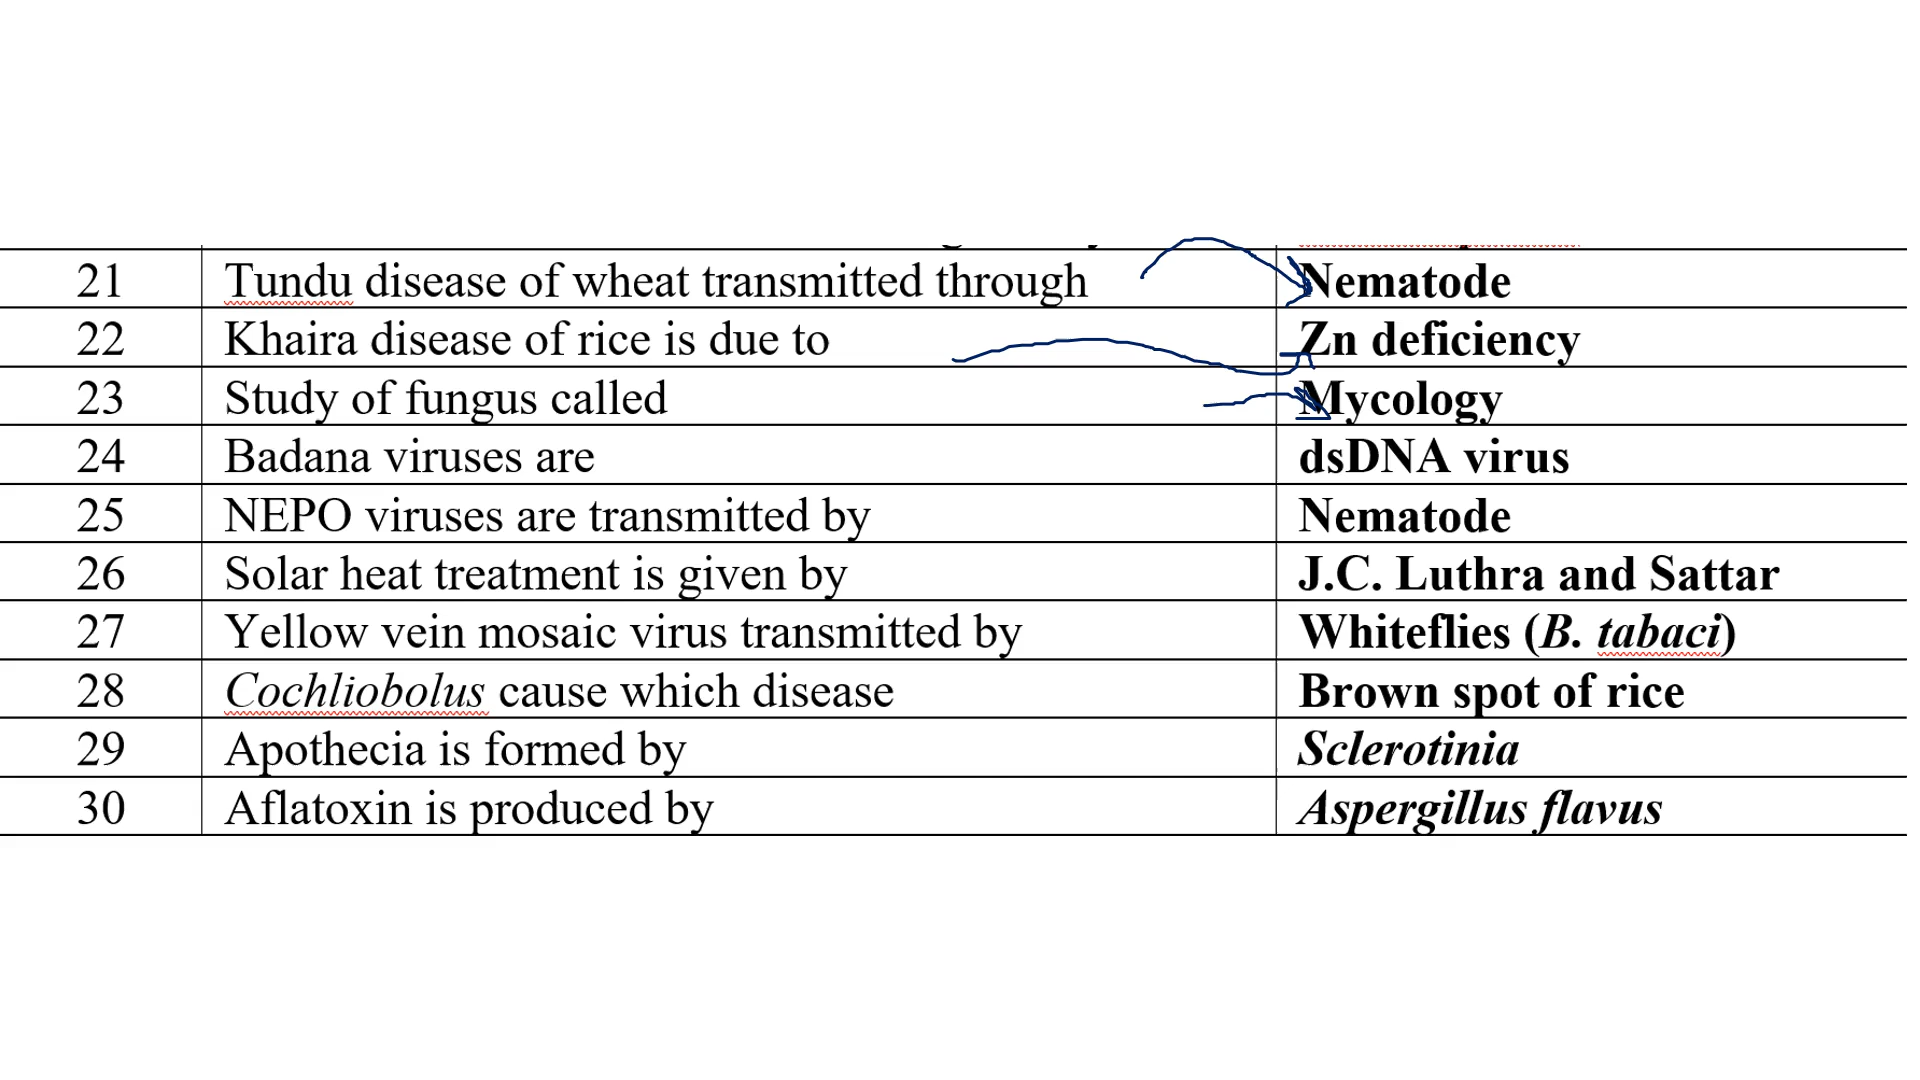 21 Tundu disease of wheat transmitted through Nematode
22 Khaira disease of rice is due to Zn deficiency
23 Study of fungus called Mycology
24 Badana viruses are dsDNA virus
25 NEPO viruses are transmitted by Nematode
26 Solar heat treatment is given by J.C. Luthra and Sattar
27 Yellow vein mosaic virus transmitted by Whiteflies (B. tabaci)
28 Cochliobolus cause which disease Brown spot of rice
29 Apothecia is formed by Sclerotinia
30 Aflatoxin is produced by Aspergillus flavus